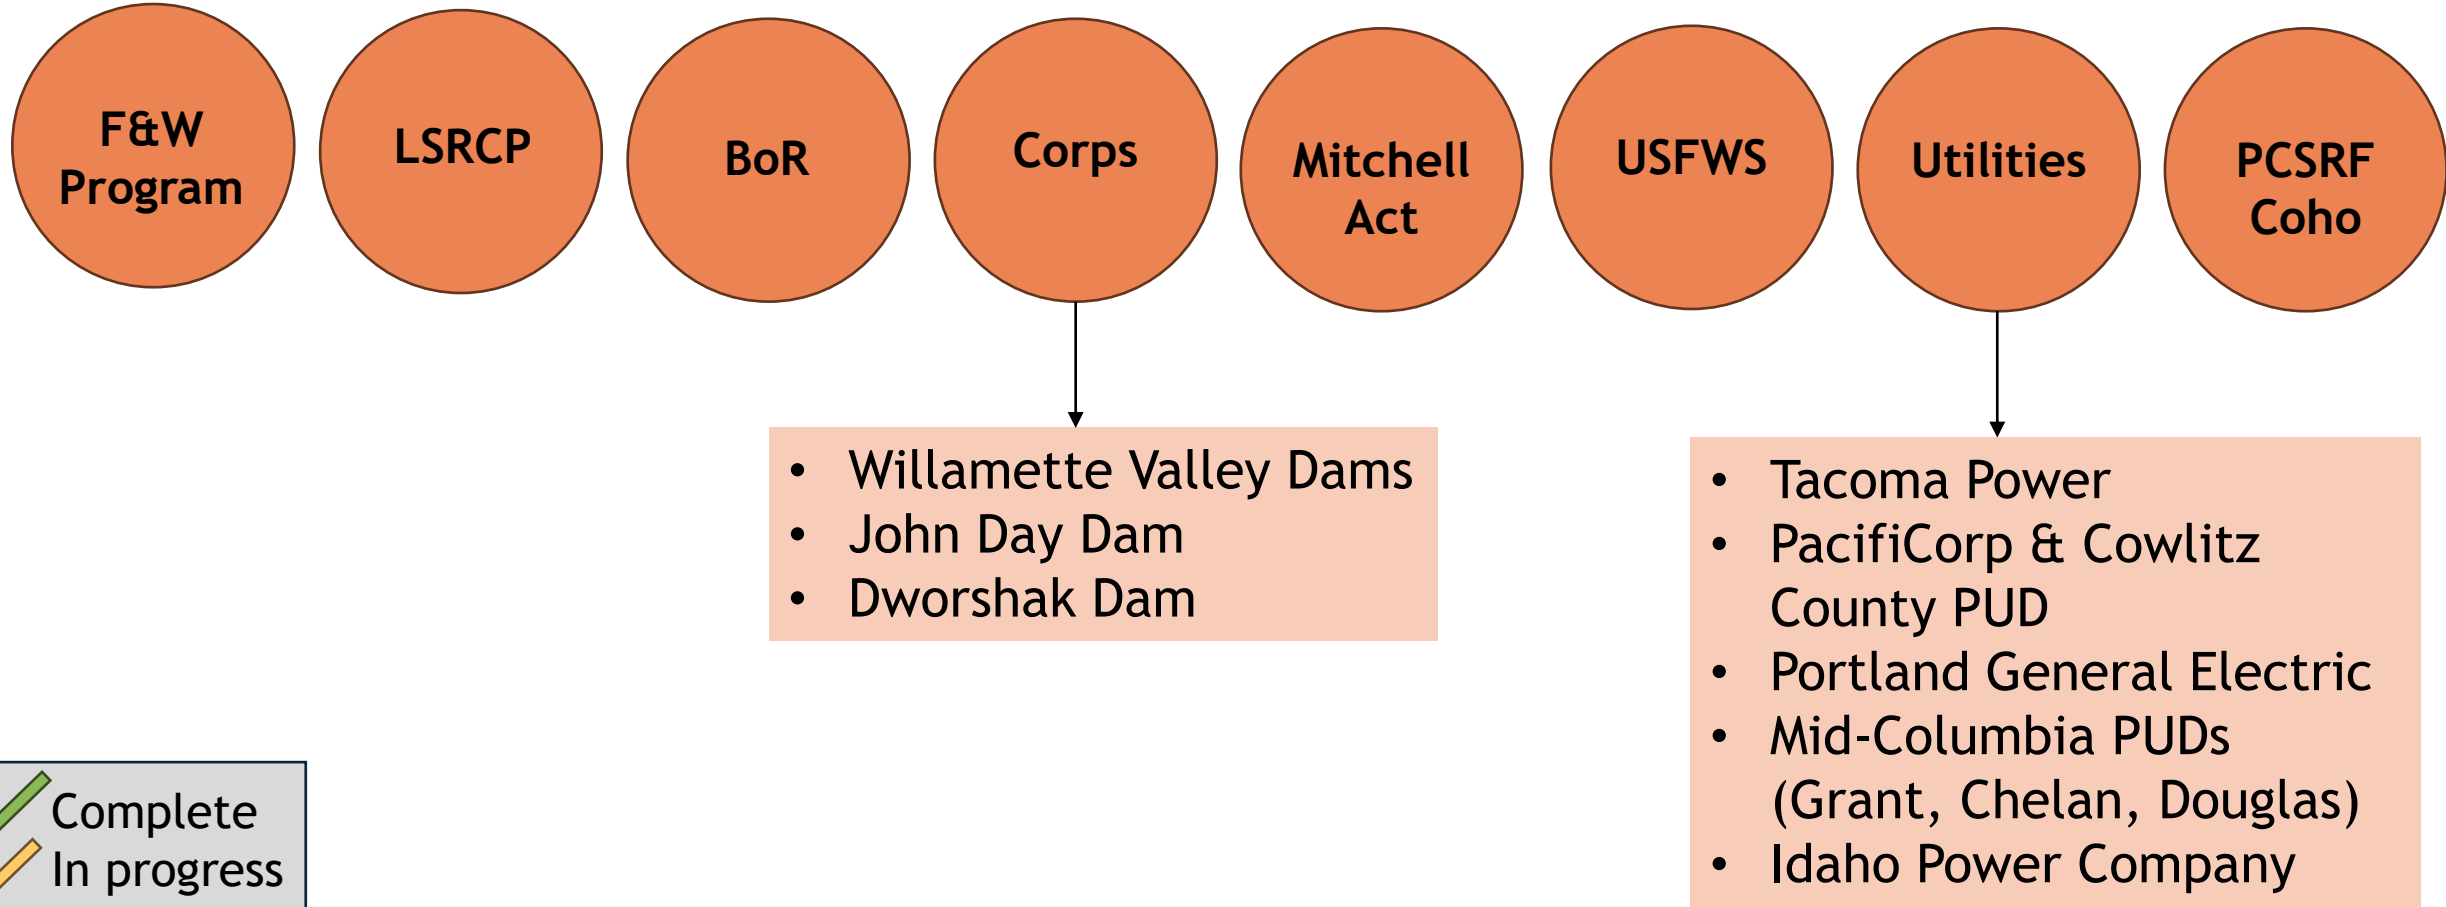 F&W
Program
LSRCP
BoR
Corps
Mitchell
Act
USFWS
Utilities
PCSRF
Coho
• Willamette Valley Dams
• John Day Dam
• Dworshak Dam
• Tacoma Power
• PacifiCorp & Cowlitz
County PUD
• Portland General Electric
• Mid-Columbia PUDs
(Grant, Chelan, Douglas)
• Idaho Power Company
Complete
In progress